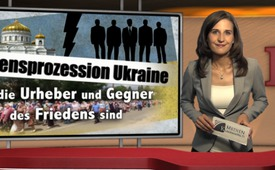 ensprozession Ukraine
die Urheber und Gegner
des Friedens sind